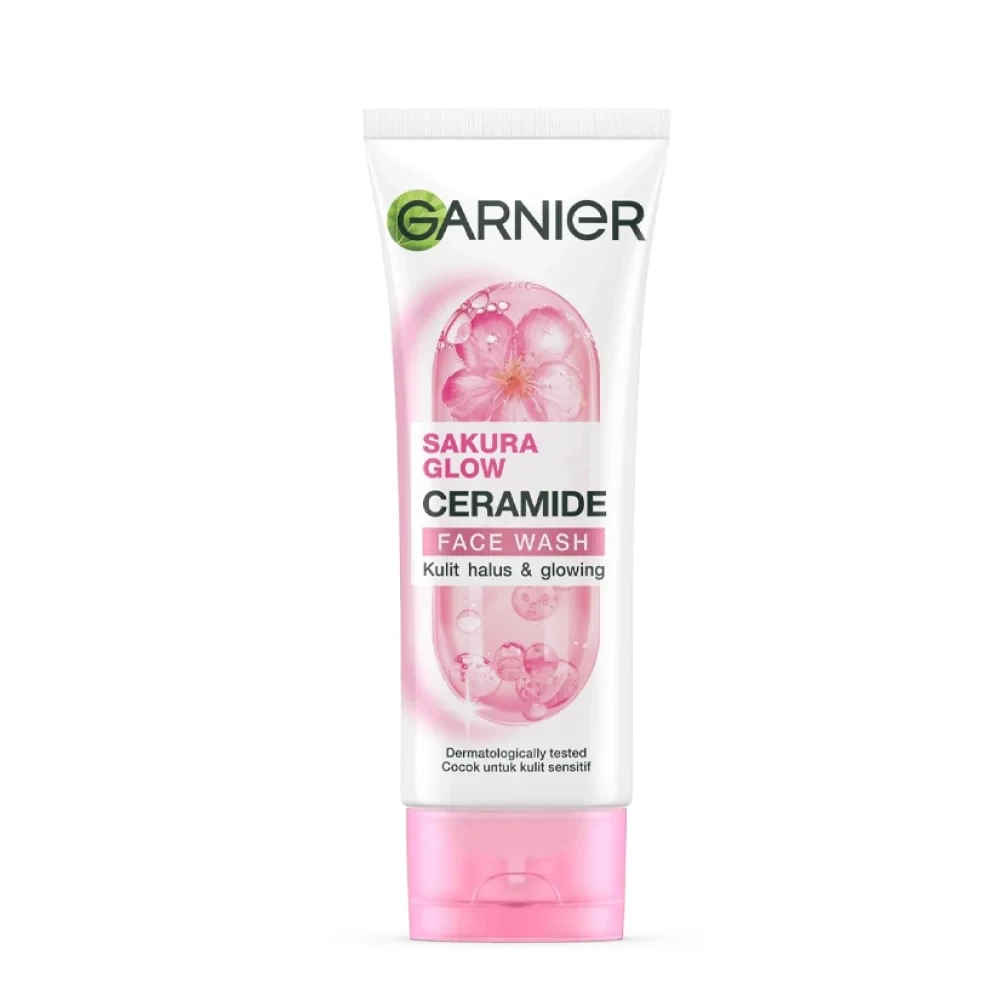 GARNIER
SAKURA
GLOW
CERAMIDE
FACE WASH
Kulit halus & glowing
Dermatologically tested
Cocok untuk kulit sensitif